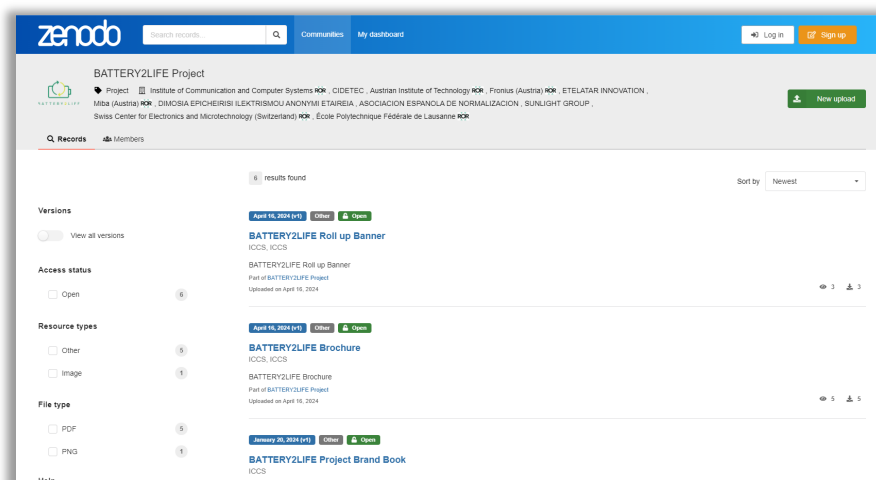 zenodo
Search records...
Communities
My dashboard
Log in
Sign up
BATTERY2LIFE
BATTERY2LIFE Project
Project Institute of Communication and Computer Systems ROR , CIDETEC , Austrian Institute of Technology ROR , Fronius (Austria) ROR , ETELATAR INNOVATION ,
Miba (Austria) ROR , DIMOSIA EPICHEIRISI ILEKTRISMOU ANONYMI ETAIREIA , ASOCIACION ESPANOLA DE NORMALIZACION , SUNLIGHT GROUP ,
Swiss Center for Electronics and Microtechnology (Switzerland) ROR , École Polytechnique Fédérale de Lausanne ROR
New upload
Records
Members
6 results found
Sort by Newest
Versions
View all versions
Access status
Open 6
Resource types
Other 5
Image 1
File type
PDF 5
PNG 1
Help
April 16, 2024 (v1) Other Open
BATTERY2LIFE Roll up Banner
ICCS, ICCS
BATTERY2LIFE Roll up Banner
Part of BATTERY2LIFE Project
Uploaded on April 16, 2024
3 3
April 16, 2024 (v1) Other Open
BATTERY2LIFE Brochure
ICCS, ICCS
BATTERY2LIFE Brochure
Part of BATTERY2LIFE Project
Uploaded on April 16, 2024
5 5
January 20, 2024 (v1) Other Open
BATTERY2LIFE Project Brand Book
ICCS